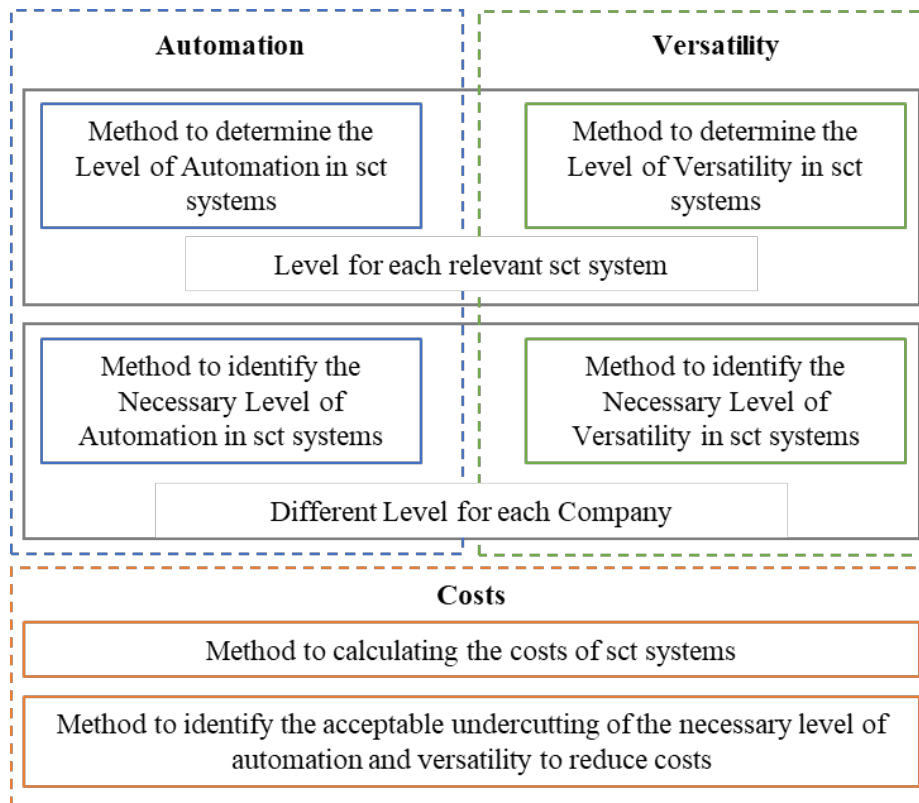 Automation
Versatility
Method to determine the
Level of Automation in sct
systems
Method to determine the
Level of Versatility in sct
systems
Level for each relevant sct system
Method to identify the
Necessary Level of
Automation in sct systems
Method to identify the
Necessary Level of
Versatility in sct systems
Different Level for each Company
Costs
Method to calculating the costs of sct systems
Method to identify the acceptable undercutting of the necessary level of
automation and versatility to reduce costs